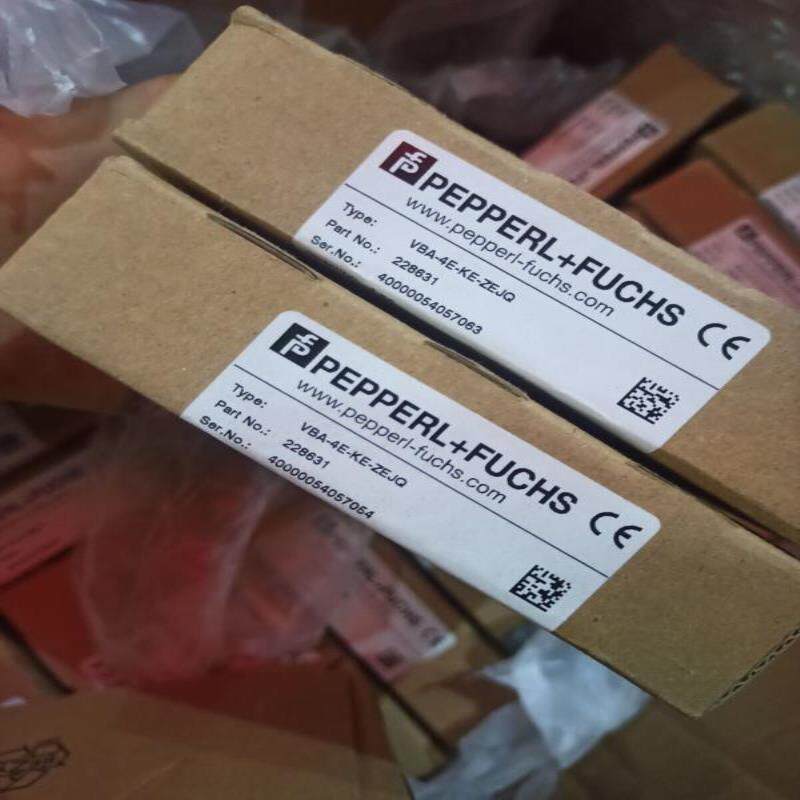 PEPPERL+FUCHS
www.pepperl-fuchs.com
CE
Type: VBA-4E-KE-ZEJQ
Part No.: 228631
Ser.No.: 40000054057063
PEPPERL+FUCHS
www.pepperl-fuchs.com
CE
Type: VBA-4E-KE-ZEJQ
Part No.: 228631
Ser.No.: 40000054057054